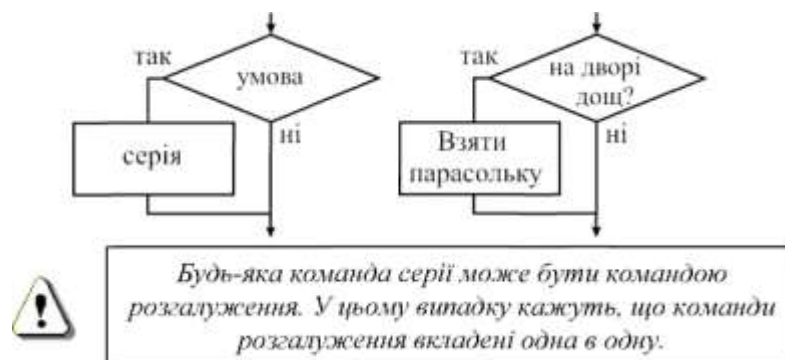 так
умова
ні
серія
так
на дворі
дощ?
ні
Взяти
парасольку
Будь-яка команда серії може бути командою
розгалуження. У цьому випадку кажуть, що команди
розгалуження вкладені одна в одну.